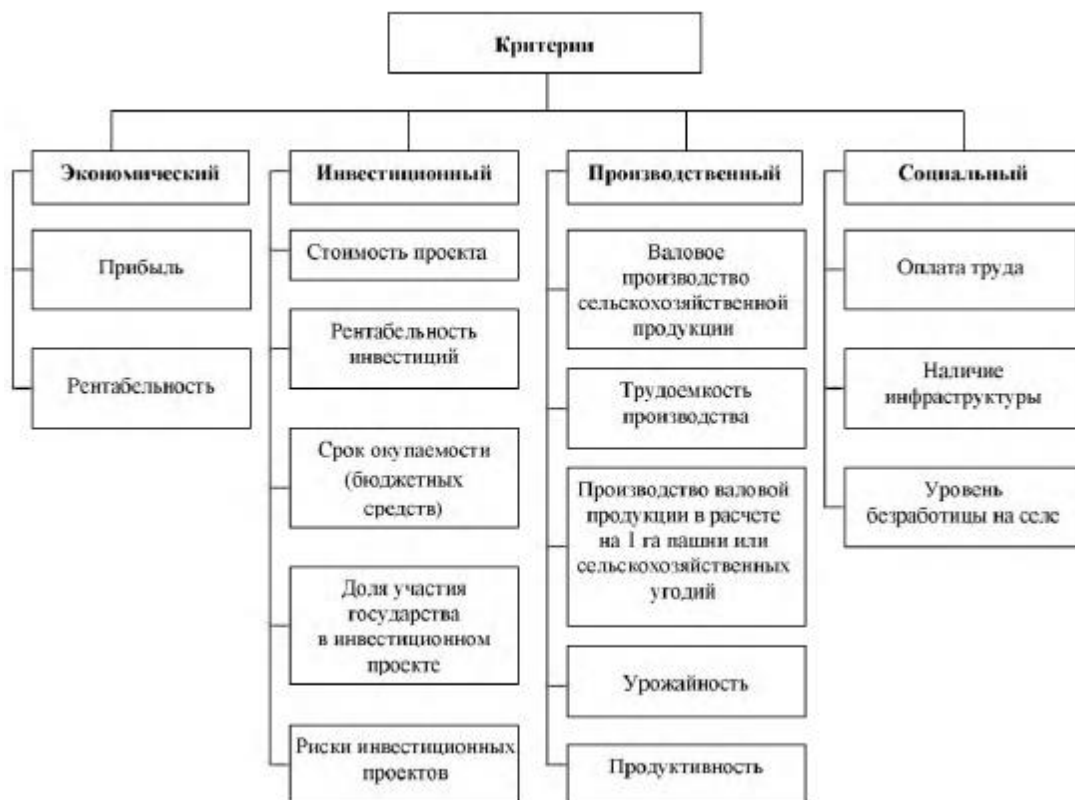 Критерии
Экономический
Прибыль
Рентабельность
Инвестиционный
Стоимость проекта
Рентабельность
инвестиций
Срок окупаемости
(бюджетных
средств)
Доля участия
государства
в инвестиционном
проекте
Риски инвестиционных
проектов
Производственный
Валовое
производство
сельскохозяйственной
продукции
Трудоемкость
производства
Производство валовой
продукции в расчете
на 1 га пашни или
сельскохозяйственных
угодий
Урожайность
Продуктивность
Социальный
Оплата труда
Наличие
инфраструктуры
Уровень
безработицы на селе